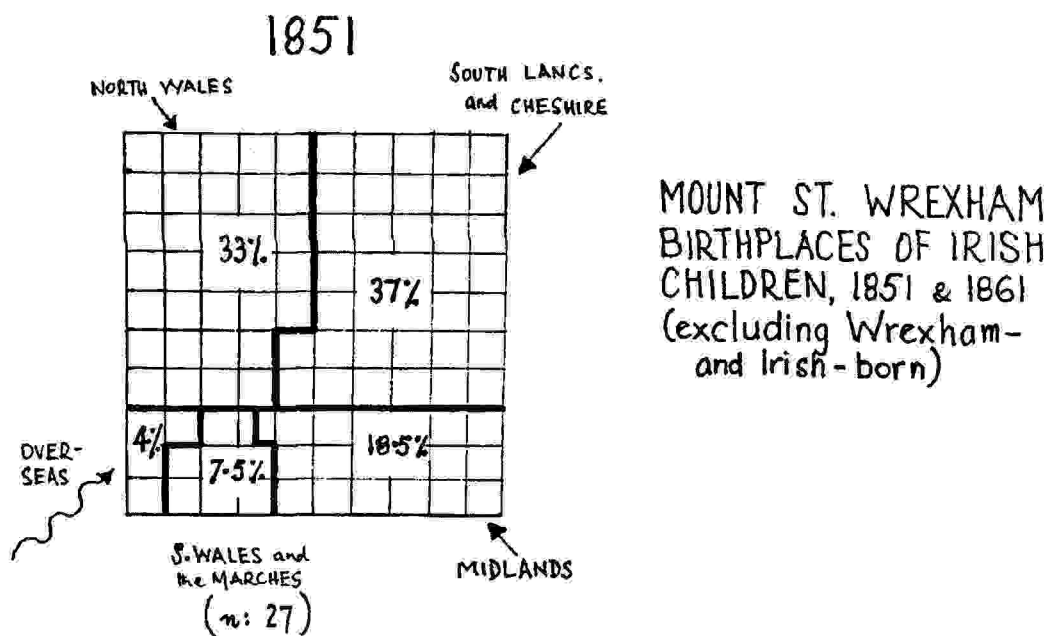 1851
NORTH WALES
SOUTH LANCS.
and CHESHIRE
33%
37%
4%
7.5%
18.5%
OVER-
SEAS
S. WALES and
the MARCHES
(n: 27)
MIDLANDS
MOUNT ST. WREXHAM
BIRTHPLACES OF IRISH
CHILDREN, 1851 & 1861
(excluding Wrexham-
and Irish-born)